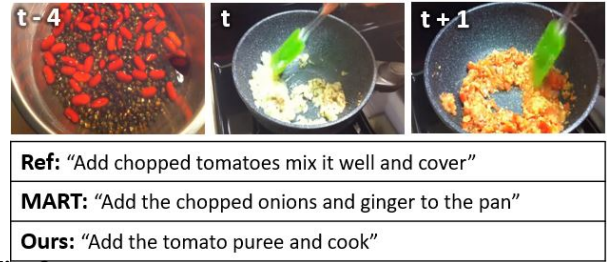 t - 4
t
t + 1
Ref: “Add chopped tomatoes mix it well and cover”
MART: “Add the chopped onions and ginger to the pan”
Ours: “Add the tomato puree and cook”